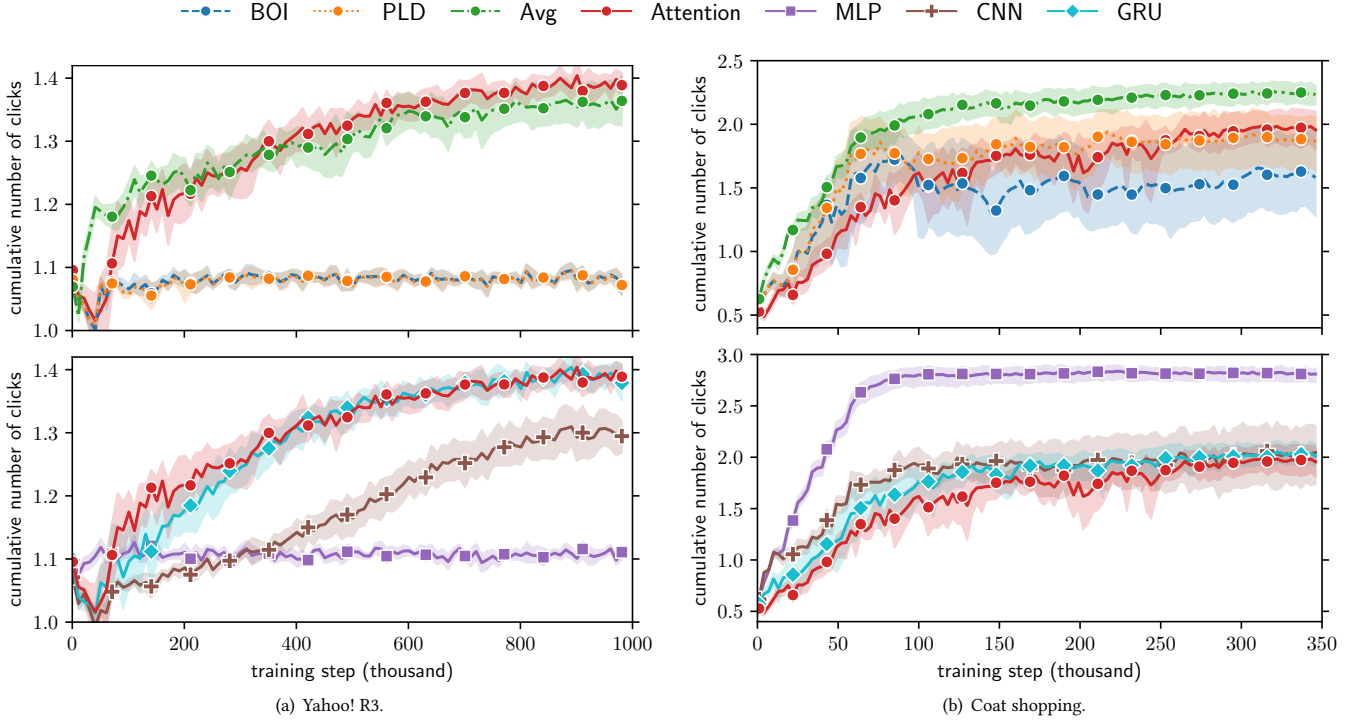 BOI PLD Avg Attention MLP CNN GRU
cumulative number of clicks
1.4
1.3
1.2
1.1
1.0
cumulative number of clicks
2.5
2.0
1.5
1.0
0.5
cumulative number of clicks
1.4
1.3
1.2
1.1
1.0
0 200 400 600 800 1000
training step (thousand)
(a) Yahoo! R3.
cumulative number of clicks
3.0
2.5
2.0
1.5
1.0
0.5
0 50 100 150 200 250 300 350
training step (thousand)
(b) Coat shopping.